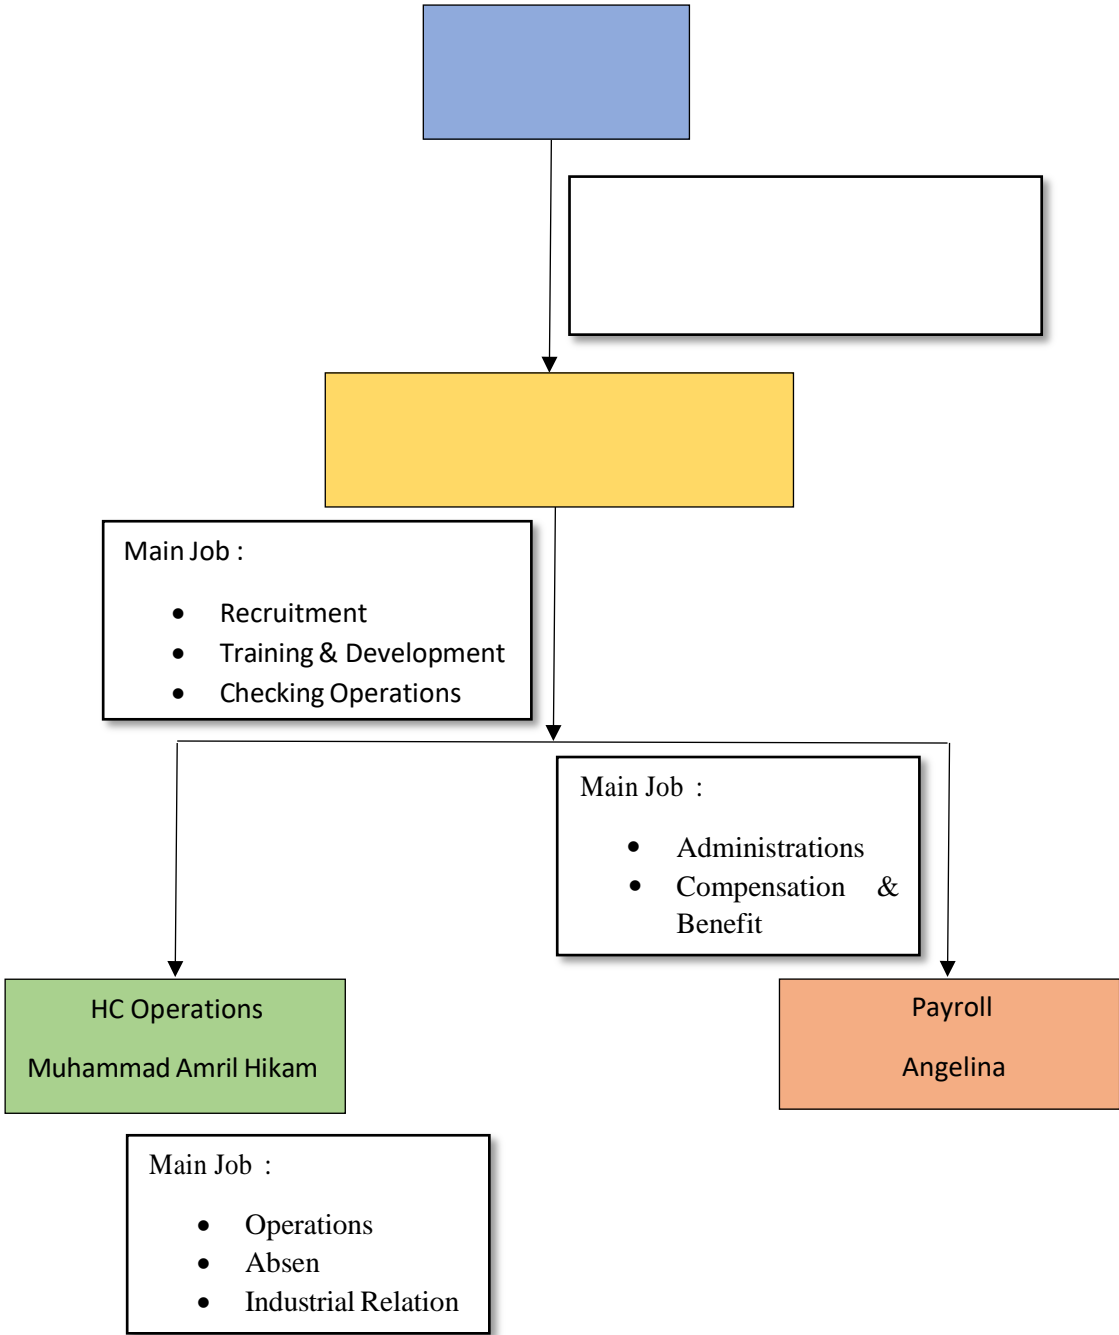 Main Job :
• Recruitment
• Training & Development
• Checking Operations
Main Job :
• Administrations
• Compensation &
Benefit
HC Operations
Muhammad Amril Hikam
Payroll
Angelina
Main Job :
• Operations
• Absen
• Industrial Relation